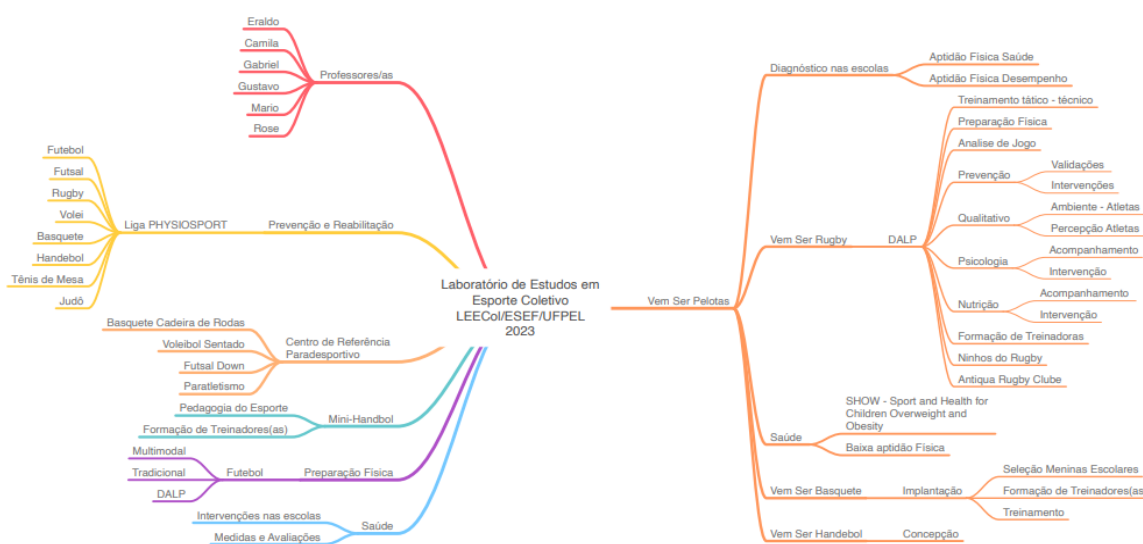 Eraldo
Camila
Gabriel
Gustavo
Mario
Rose
Professores/as
Futebol
Futsal
Rugby
Volei
Basquete
Handebol
Tênis de Mesa
Judô
Liga PHYSIOSPORT
Prevenção e Reabilitação
Basquete Cadeira de Rodas
Voleibol Sentado
Futsal Down
Paratletismo
Centro de Referência
Paradesportivo
Pedagogia do Esporte
Formação de Treinadores(as)
Mini-Handbol
Multimodal
Tradicional
DALP
Futebol
Preparação Física
Intervenções nas escolas
Medidas e Avaliações
Saúde
Laboratório de Estudos em
Esporte Coletivo
LEECol/ESEF/UFPEL
2023
Vem Ser Pelotas
Diagnóstico nas escolas
Aptidão Física Saúde
Aptidão Física Desempenho
Vem Ser Rugby
DALP
Treinamento tático - técnico
Preparação Física
Analise de Jogo
Prevenção
Validações
Intervenções
Qualitativo
Ambiente - Atletas
Percepção Atletas
Psicologia
Acompanhamento
Intervenção
Nutrição
Acompanhamento
Intervenção
Formação de Treinadoras
Ninhos do Rugby
Antiqua Rugby Clube
Saúde
SHOW - Sport and Health for
Children Overweight and
Obesity
Baixa aptidão Física
Vem Ser Basquete
Implantação
Seleção Meninas Escolares
Formação de Treinadores(as
Treinamento
Vem Ser Handebol
Concepção